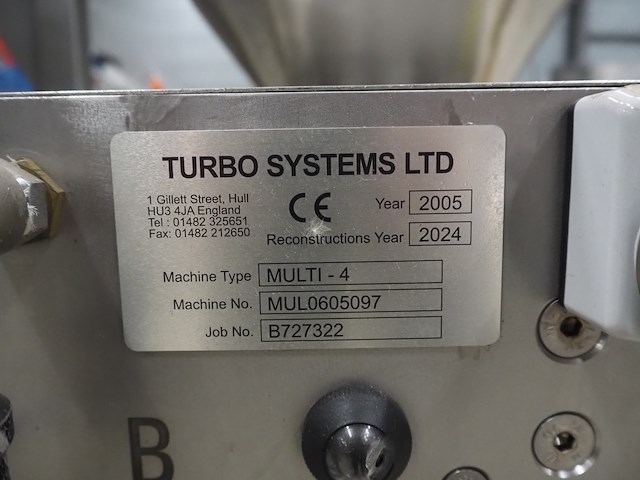 TURBO SYSTEMS LTD
1 Gillett Street, Hull
HU3 4JA England
Tel : 01482 325651
Fax: 01482 212650
CE
Year 2005
Reconstructions Year 2024
Machine Type MULTI - 4
Machine No. MUL0605097
Job No. B727322
B